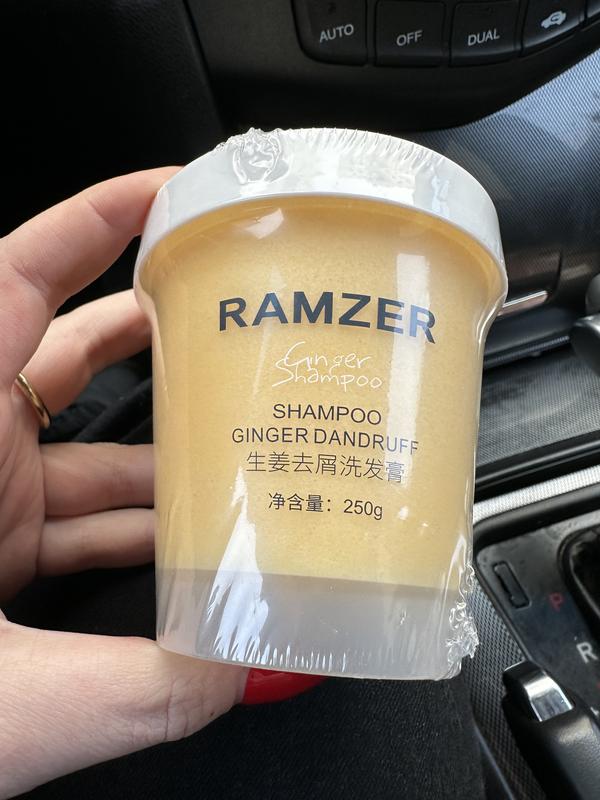 AUTO
OFF
DUAL
RAMZER
Ginger
Shampoo
SHAMPOO
GINGER DANDRUFF
生姜去屑洗发膏
净含量：250g
P
R